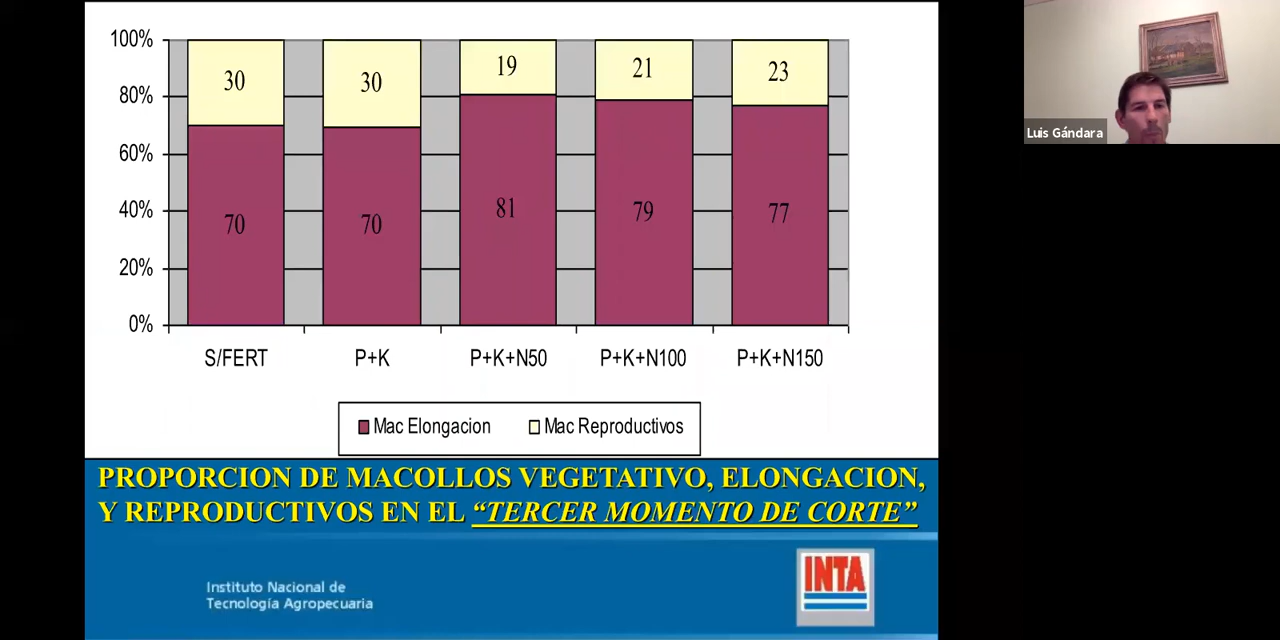 100%
80%
60%
40%
20%
0%
30
30
19
21
23
70
70
81
79
77
S/FERT
P+K
P+K+N50
P+K+N100
P+K+N150
Mac Elongacion
Mac Reproductivos
PROPORCION DE MACOLLOS VEGETATIVO, ELONGACION,
Y REPRODUCTIVOS EN EL “TERCER MOMENTO DE CORTE”
Instituto Nacional de
Tecnología Agropecuaria
INTA
Luis Gándara